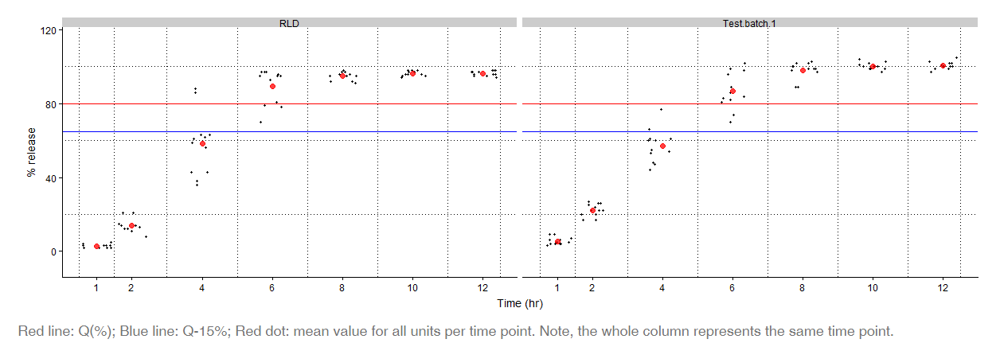 RLD Test.batch.1
120
80
40
0
% release
1 2 4 6 8 10 12 1 2 4 6 8 10 12
Time (hr)
Red line: Q(%); Blue line: Q-15%; Red dot: mean value for all units per time point. Note, the whole column represents the same time point.